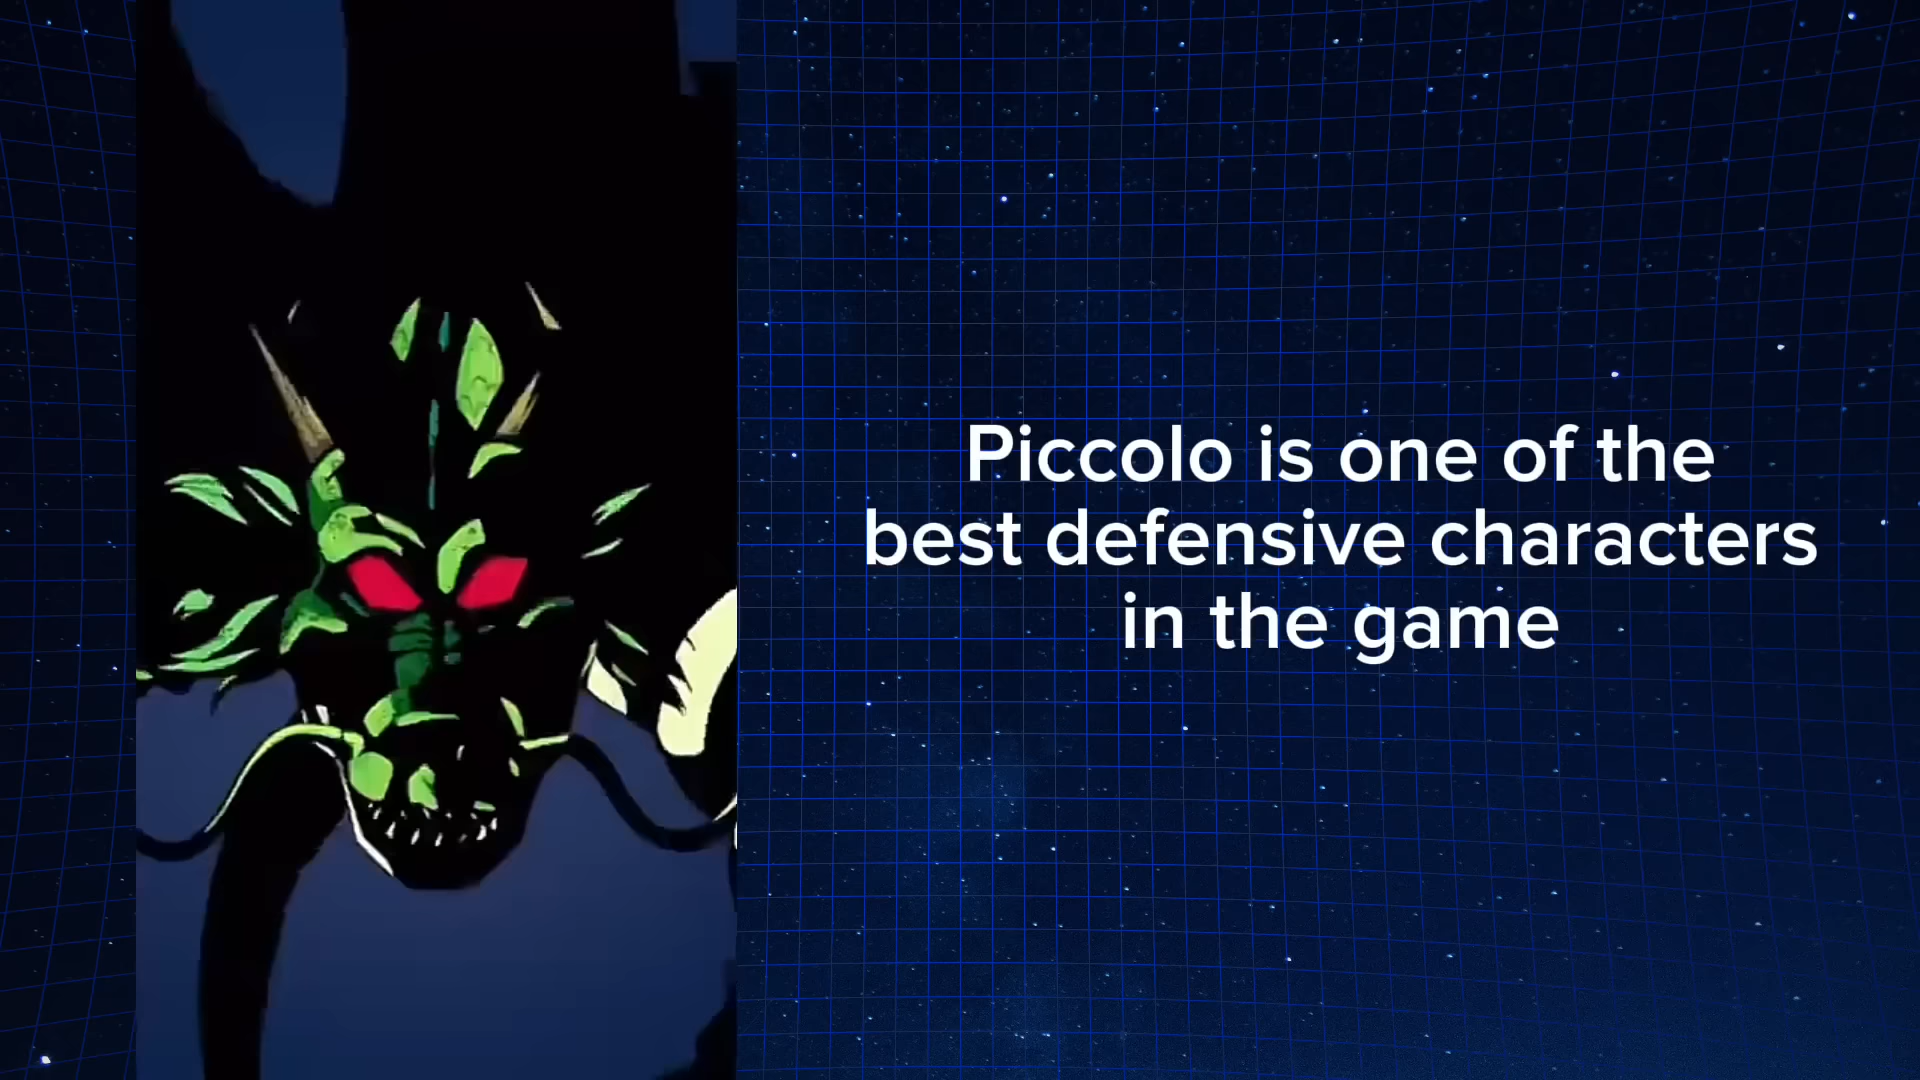 Piccolo is one of the
best defensive characters
in the game